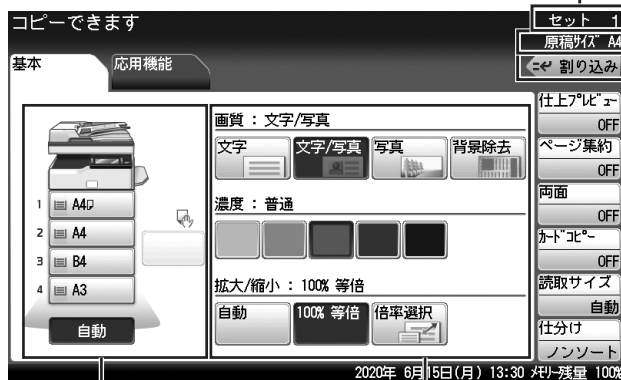 コピーできます
セット 1
原稿サイズ A4
割り込み
基本
応用機能
画質：文字/写真
文字 文字/写真 写真 背景除去
濃度：普通
拡大/縮小：100% 等倍
自動 100% 等倍 倍率選択
1 A4
2 A4
3 B4
4 A3
自動
仕上プレビュー
OFF
ページ集約
OFF
両面
OFF
カードコピー
OFF
読取サイズ
自動
仕分け
ノンソート
2020年 6月15日(月) 13:30 メモリー残量 100%